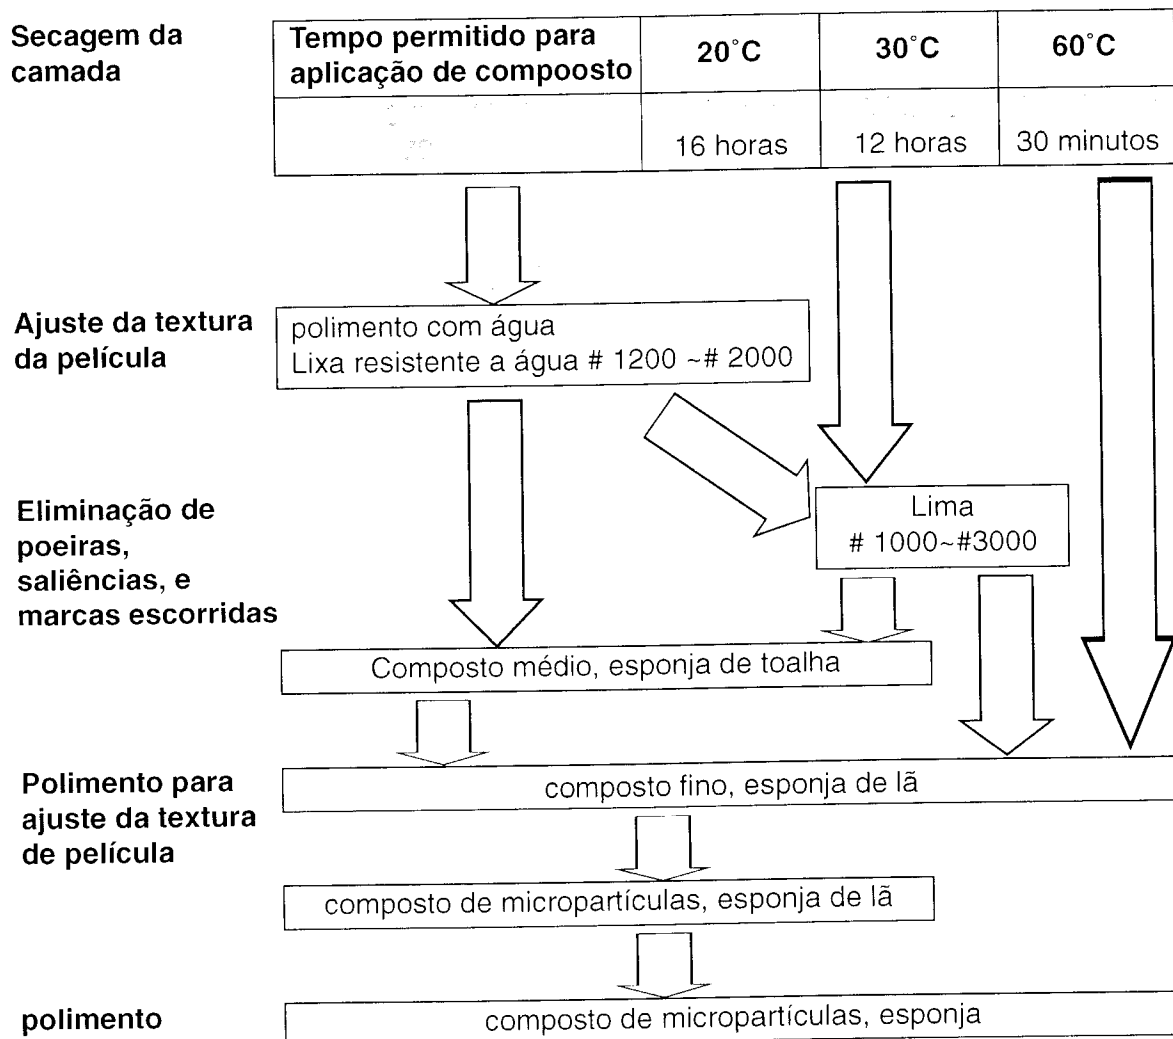 Secagem da
camada
Tempo permitido para
aplicação de compoosto
20°C
30°C
60°C
16 horas
12 horas
30 minutos
Ajuste da textura
da película
polimento com água
Lixa resistente a água # 1200 ~# 2000
Eliminação de
poeiras,
saliências, e
marcas escorridas
Lima
# 1000~#3000
Composto médio, esponja de toalha
Polimento para
ajuste da textura
de película
composto fino, esponja de lã
composto de micropartículas, esponja de lã
polimento
composto de micropartículas, esponja